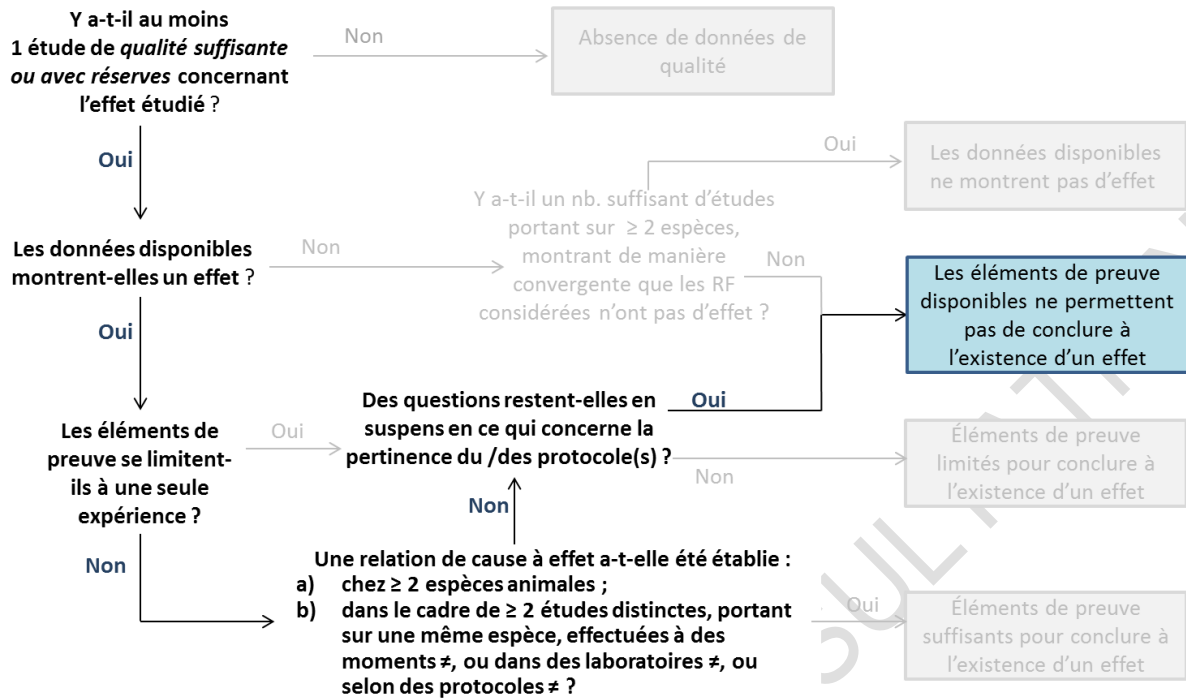 Y a-t-il au moins
1 étude de qualité suffisante
ou avec réserves concernant
l'effet étudié ?
Non
Absence de données de
qualité
Oui
Oui
Les données disponibles
ne montrent pas d'effet
Y a-t-il un nb. suffisant d'études
portant sur ≥ 2 espèces,
montrant de manière
convergente que les RF
considérées n'ont pas d'effet ?
Les données disponibles
montrent-elles un effet ?
Non
Non
Les éléments de preuve
disponibles ne permettent
pas de conclure à
l'existence d'un effet
Oui
Les éléments de
preuve se limitent-
ils à une seule
expérience ?
Oui
Des questions restent-elles en
suspens en ce qui concerne la
pertinence du /des protocole(s) ?
Oui
Non
Éléments de preuve
limités pour conclure à
l'existence d'un effet
Non
Non
Une relation de cause à effet a-t-elle été établie :
a) chez ≥ 2 espèces animales ;
b) dans le cadre de ≥ 2 études distinctes, portant
sur une même espèce, effectuées à des
moments ≠, ou dans des laboratoires ≠, ou
selon des protocoles ≠ ?
Oui
Éléments de preuve
suffisants pour conclure à
l'existence d'un effet